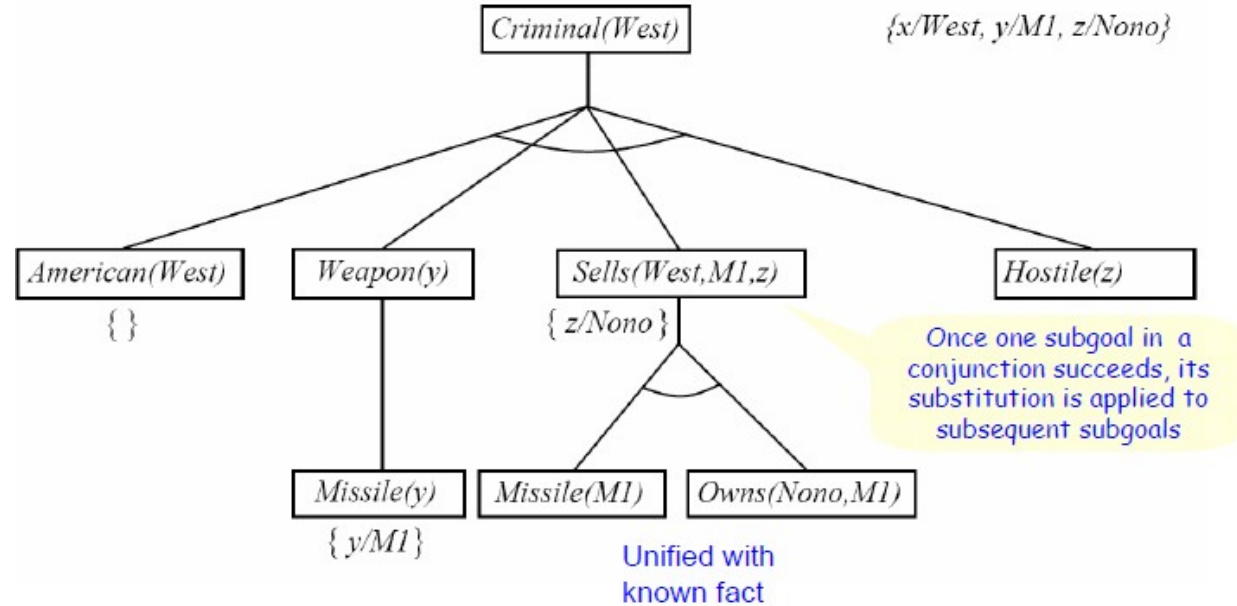 Criminal(West)
{x/West, y/M1, z/Nono}
American(West)
Weapon(y)
Sells(West,M1,z)
Hostile(z)
{ }
{ z/Nono }
Once one subgoal in a
conjunction succeeds, its
substitution is applied to
subsequent subgoals
Missile(y)
Missile(M1)
Owns(Nono,M1)
{ y/M1}
Unified with
known fact